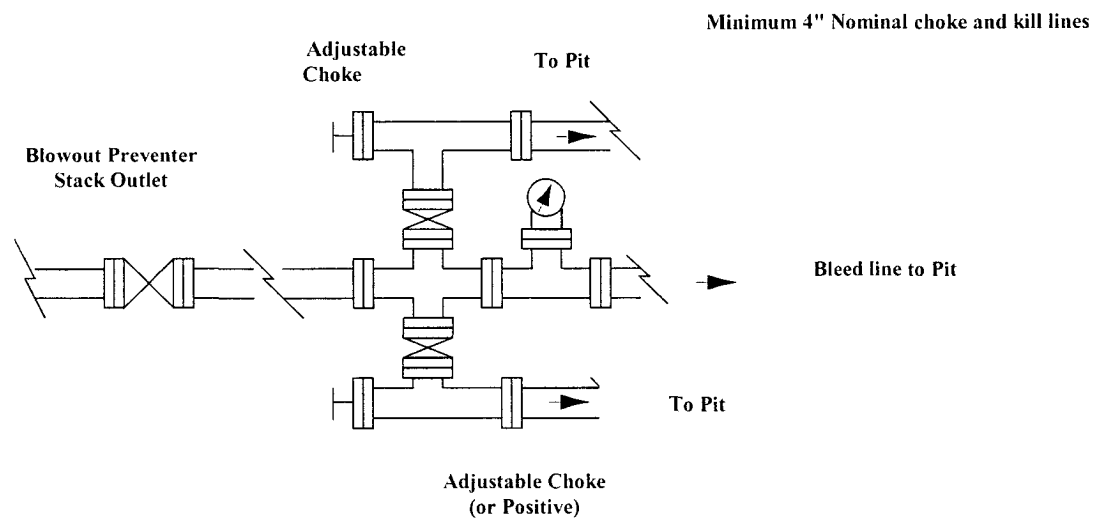 Minimum 4" Nominal choke and kill lines
Adjustable
Choke
To Pit
Blowout Preventer
Stack Outlet
Bleed line to Pit
To Pit
Adjustable Choke
(or Positive)